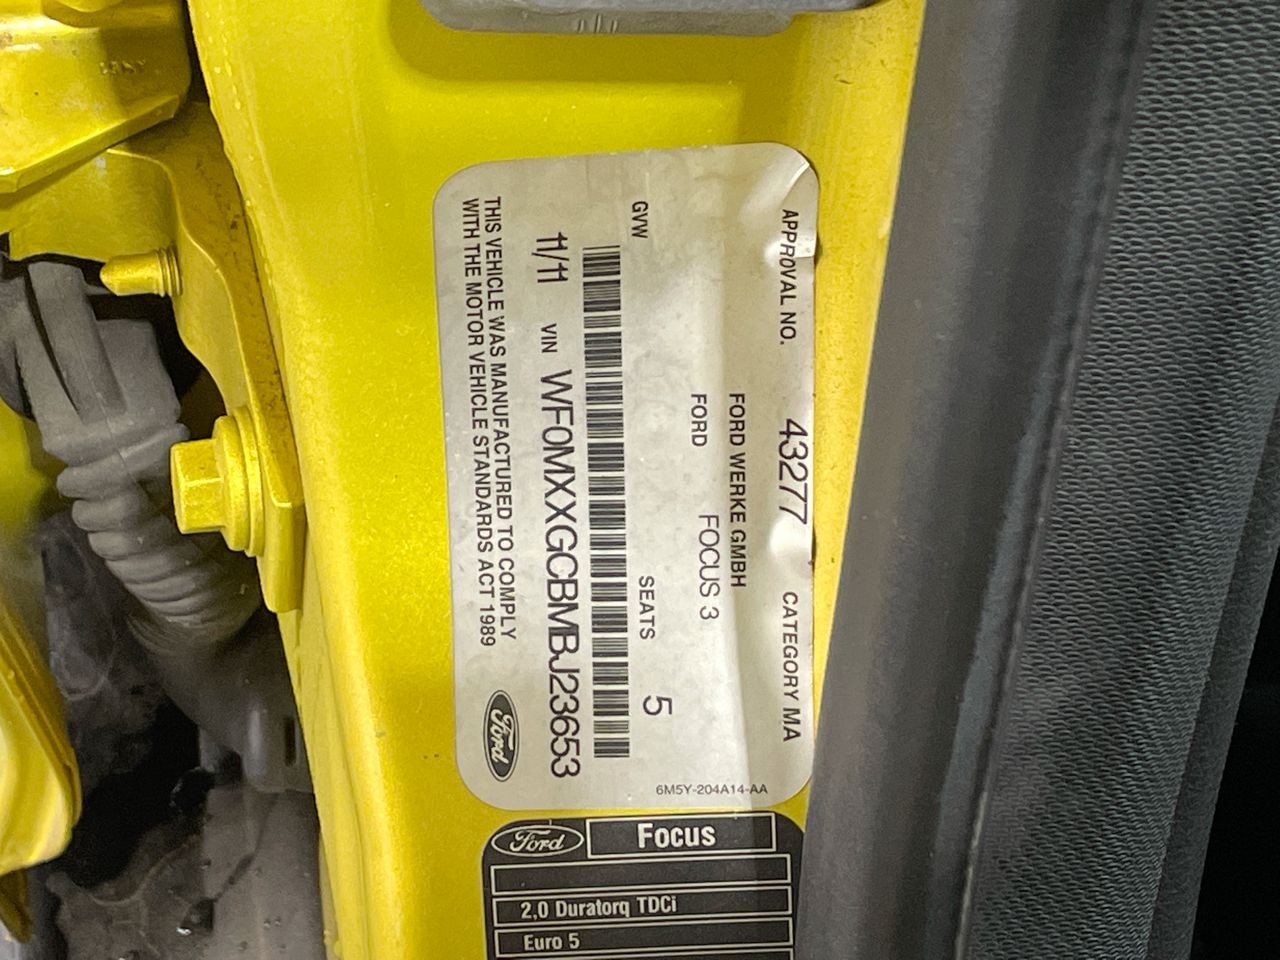 APPROVAL NO. 43277 CATEGORY MA
FORD WERKE GMBH
FORD FOCUS 3
GVW SEATS 5
11/11 VIN WF0MXXGCBMBJ23653
THIS VEHICLE WAS MANUFACTURED TO COMPLY
WITH THE MOTOR VEHICLE STANDARDS ACT 1989
Ford
6M5Y-204A14-AA
Ford Focus
2,0 Duratorq TDCi
Euro 5